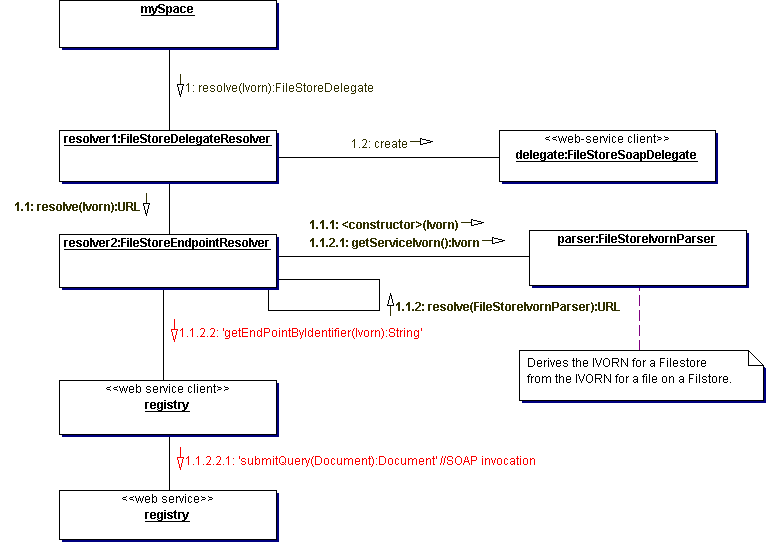 mySpace
1: resolve(Ivorn):FileStoreDelegate
resolver1:FileStoreDelegateResolver
1.2: create
<<web-service client>>
delegate:FileStoreSoapDelegate
1.1: resolve(Ivorn):URL
resolver2:FileStoreEndpointResolver
1.1.1: <constructor>(Ivorn)
1.1.2.1: getServiceIvorn():Ivorn
parser:FileStoreIvornParser
1.1.2: resolve(FileStoreIvornParser):URL
1.1.2.2: 'getEndPointByIdentifier(Ivorn):String'
Derives the IVORN for a Filestore
from the IVORN for a file on a Filstore.
<<web service client>>
registry
1.1.2.2.1: 'submitQuery(Document):Document' //SOAP invocation
<<web service>>
registry